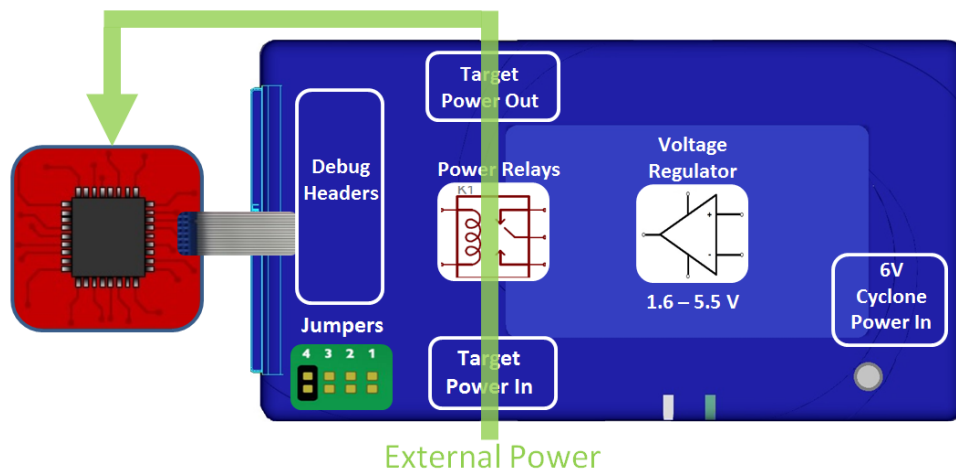 Target
Power Out
Debug
Headers
Power Relays
K1
Voltage
Regulator
+
-
1.6 – 5.5 V
6V
Cyclone
Power In
Jumpers
4 3 2 1
Target
Power In
External Power